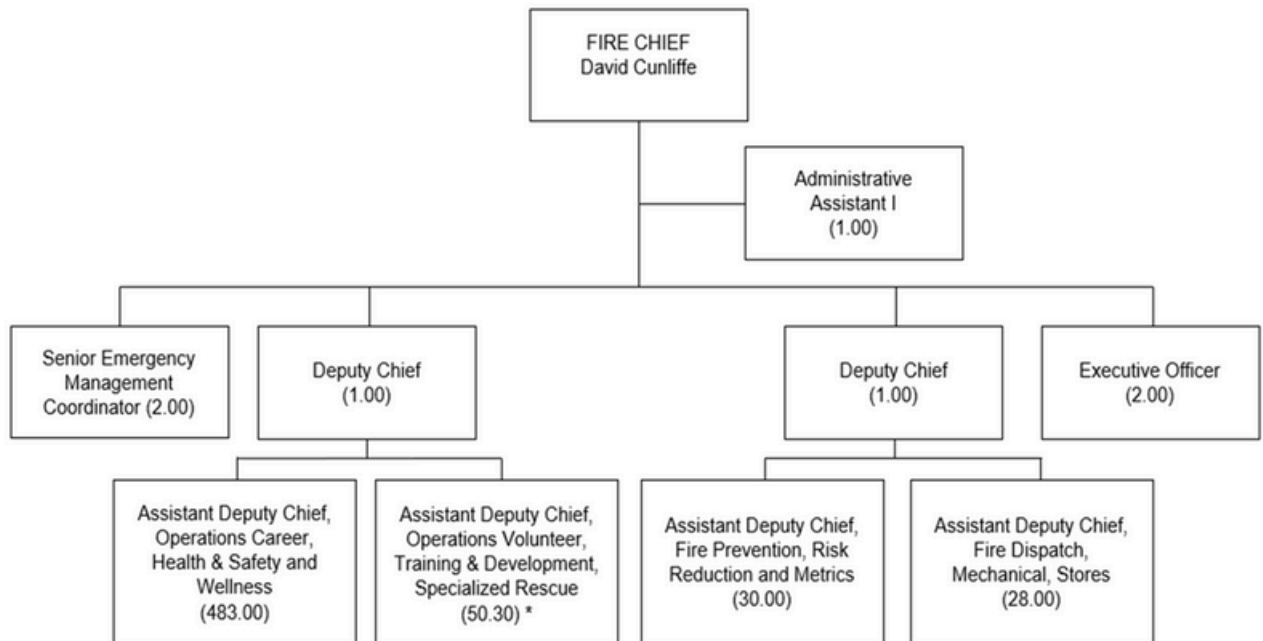 FIRE CHIEF
David Cunliffe
Administrative
Assistant I
(1.00)
Senior Emergency
Management
Coordinator (2.00)
Deputy Chief
(1.00)
Deputy Chief
(1.00)
Executive Officer
(2.00)
Assistant Deputy Chief,
Operations Career,
Health & Safety and
Wellness
(483.00)
Assistant Deputy Chief,
Operations Volunteer,
Training & Development,
Specialized Rescue
(50.30) *
Assistant Deputy Chief,
Fire Prevention, Risk
Reduction and Metrics
(30.00)
Assistant Deputy Chief,
Fire Dispatch,
Mechanical, Stores
(28.00)